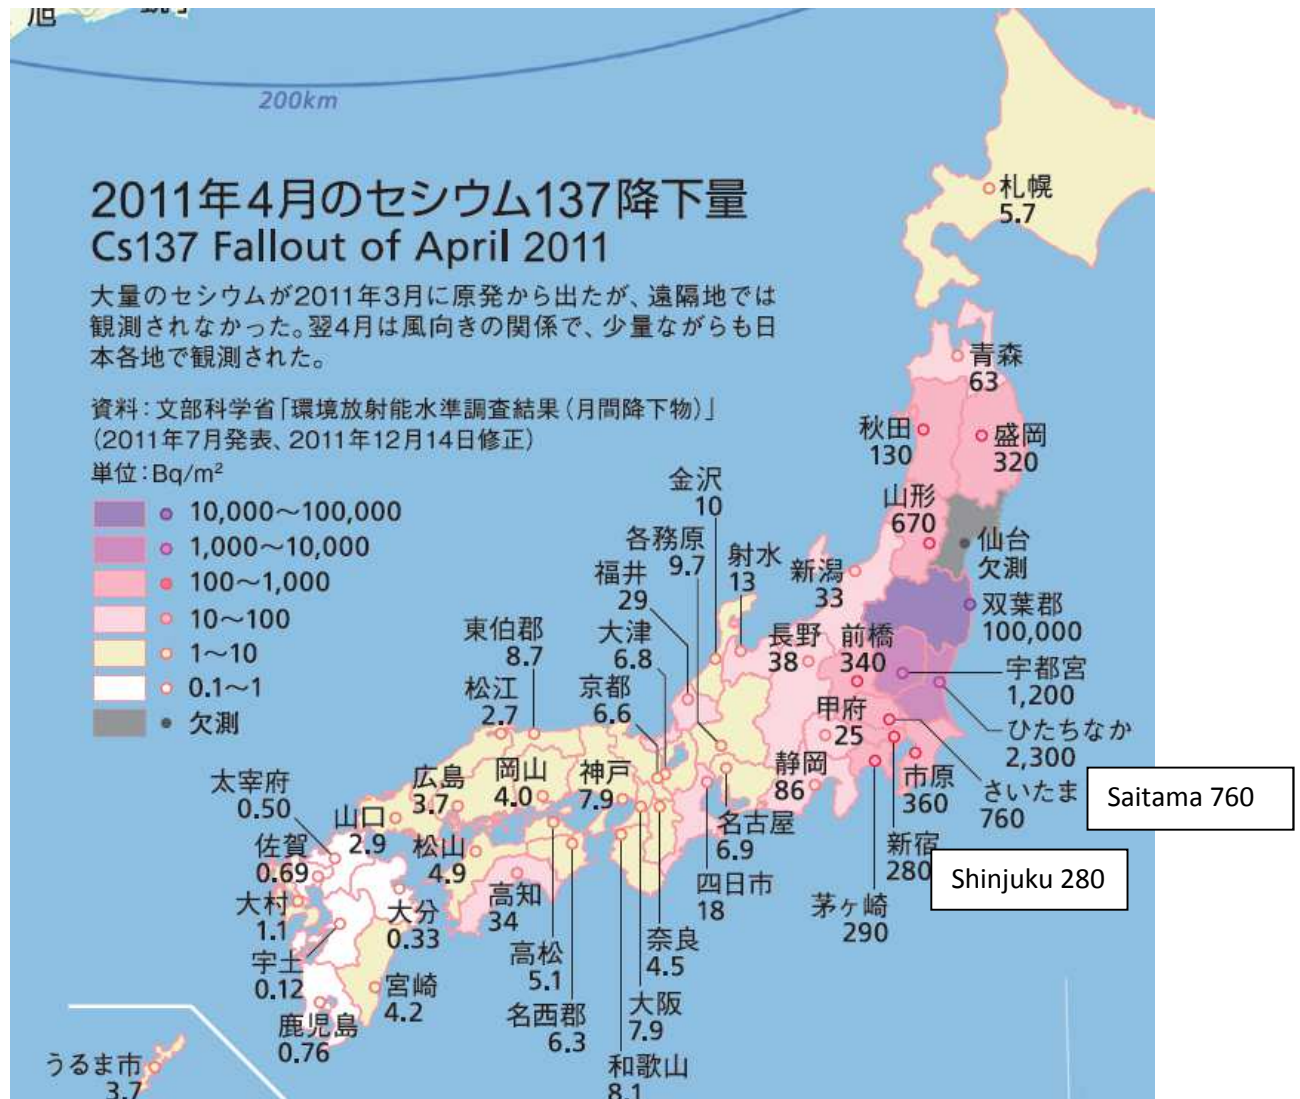 旭
200km
2011年4月のセシウム137降下量
Cs137 Fallout of April 2011
大量のセシウムが2011年3月に原発から出たが、遠隔地では
観測されなかった。翌4月は風向きの関係で、少量ながらも日
本各地で観測された。
資料:文部科学省「環境放射能水準調査結果(月間降下物)」
(2011年7月発表、2011年12月14日修正)
単位:Bq/m²
10,000〜100,000
1,000〜10,000
100〜1,000
10〜100
1〜10
0.1〜1
欠測
札幌
5.7
青森
63
秋田
130
盛岡
320
山形
670
仙台
欠測
双葉郡
100,000
宇都宮
1,200
ひたちなか
2,300
さいたま
760
Saitama 760
市原
360
新宿
280
Shinjuku 280
茅ヶ崎
290
前橋
340
長野
38
甲府
25
静岡
86
新潟
33
射水
13
金沢
10
各務原
9.7
福井
29
大津
6.8
京都
6.6
東伯郡
8.7
松江
2.7
広島
3.7
岡山
4.0
神戸
7.9
名古屋
6.9
四日市
18
奈良
4.5
大阪
7.9
和歌山
8.1
名西郡
6.3
高松
5.1
高知
34
松山
4.9
山口
2.9
太宰府
0.50
佐賀
0.69
大村
1.1
宇土
0.12
大分
0.33
宮崎
4.2
鹿児島
0.76
うるま市
3.7